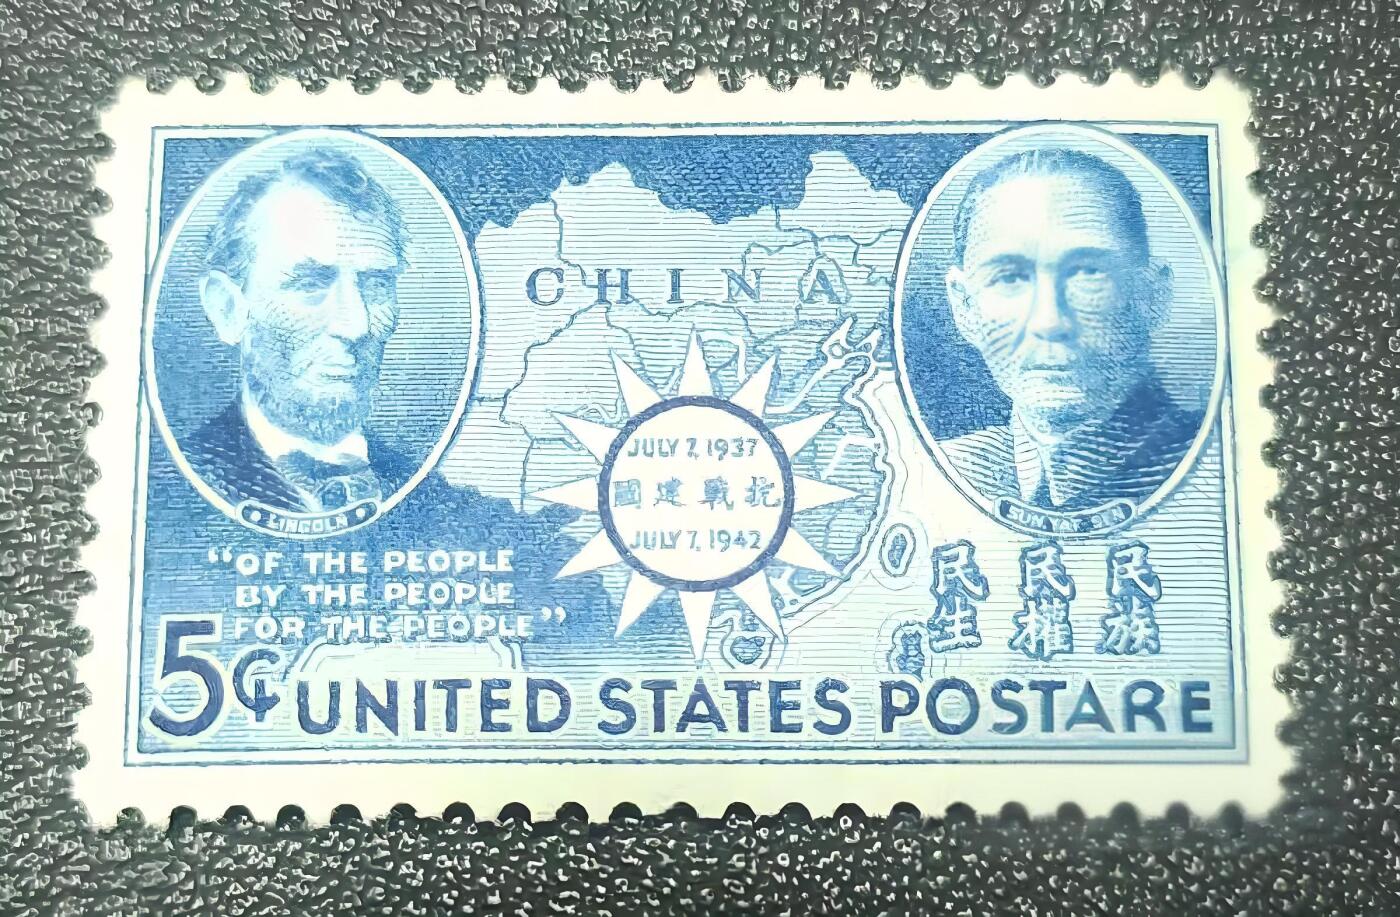 CHINA
LINCOLN
SUN YAT-SEN
JULY 7, 1937
抗戰建國
JULY 7, 1942
“OF THE PEOPLE
BY THE PEOPLE
FOR THE PEOPLE”
民族
民權
民生
5¢ UNITED STATES POSTARE